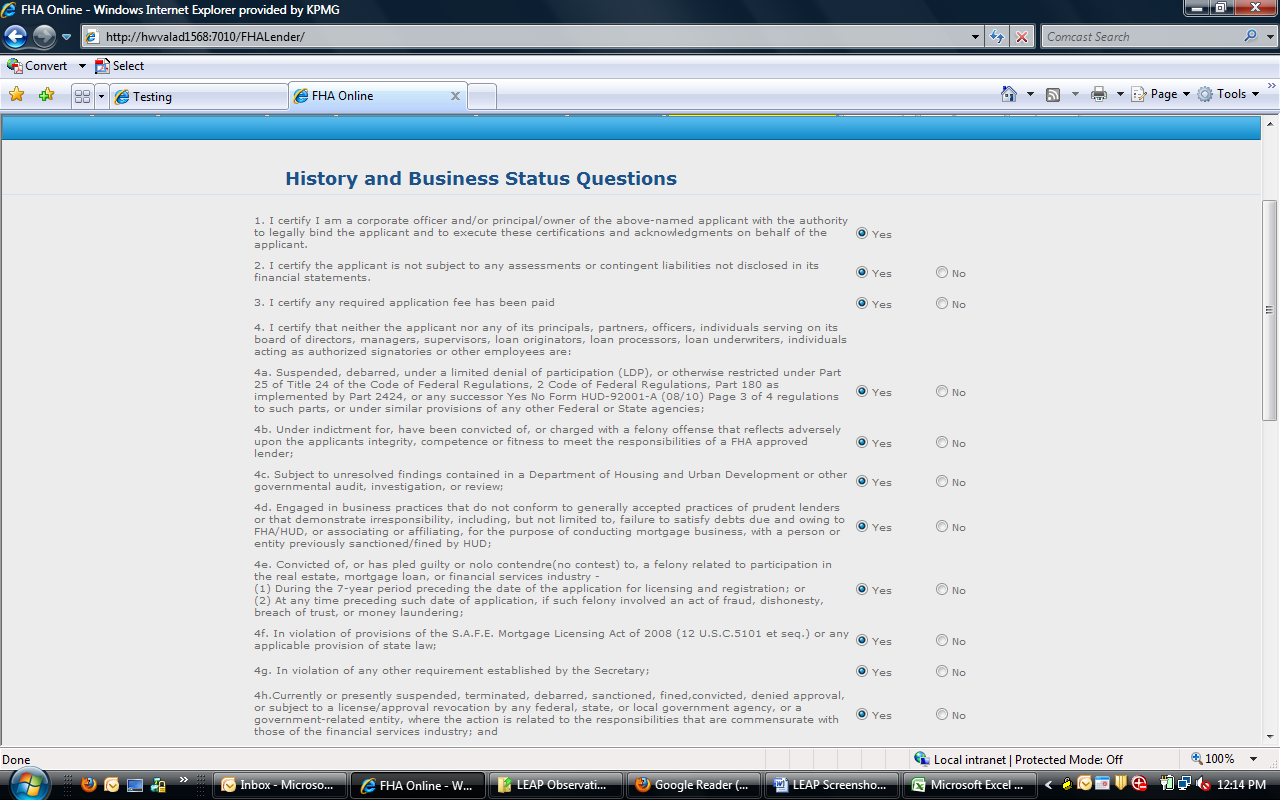 FHA Online - Windows Internet Explorer provided by KPMG
http://hwvalad1568:7010/FHALender/
Comcast Search
Convert
Select
Testing
FHA Online
Page
Tools
History and Business Status Questions
1. I certify I am a corporate officer and/or principal/owner of the above-named applicant with the authority
to legally bind the applicant and to execute these certifications and acknowledgments on behalf of the
applicant.
Yes
2. I certify the applicant is not subject to any assessments or contingent liabilities not disclosed in its
financial statements.
Yes No
3. I certify any required application fee has been paid
Yes No
4. I certify that neither the applicant nor any of its principals, partners, officers, individuals serving on its
board of directors, managers, supervisors, loan originators, loan processors, loan underwriters, individuals
acting as authorized signatories or other employees are:
4a. Suspended, debarred, under a limited denial of participation (LDP), or otherwise restricted under Part
25 of Title 24 of the Code of Federal Regulations, 2 Code of Federal Regulations, Part 180 as
implemented by Part 2424, or any successor Yes No Form HUD-92001-A (08/10) Page 3 of 4 regulations
to such parts, or under similar provisions of any other Federal or State agencies;
Yes No
4b. Under indictment for, have been convicted of, or charged with a felony offense that reflects adversely
upon the applicants integrity, competence or fitness to meet the responsibilities of a FHA approved
lender;
Yes No
4c. Subject to unresolved findings contained in a Department of Housing and Urban Development or other
governmental audit, investigation, or review;
Yes No
4d. Engaged in business practices that do not conform to generally accepted practices of prudent lenders
or that demonstrate irresponsibility, including, but not limited to, failure to satisfy debts due and owing to
FHA/HUD, or associating or affiliating, for the purpose of conducting mortgage business, with a person or
entity previously sanctioned/fined by HUD;
Yes No
4e. Convicted of, or has pled guilty or nolo contendre(no contest) to, a felony related to participation in
the real estate, mortgage loan, or financial services industry -
(1) During the 7-year period preceding the date of the application for licensing and registration; or
(2) At any time preceding such date of application, if such felony involved an act of fraud, dishonesty,
breach of trust, or money laundering;
Yes No
4f. In violation of provisions of the S.A.F.E. Mortgage Licensing Act of 2008 (12 U.S.C.5101 et seq.) or any
applicable provision of state law;
Yes No
4g. In violation of any other requirement established by the Secretary;
Yes No
4h.Currently or presently suspended, terminated, debarred, sanctioned, fined,convicted, denied approval,
or subject to a license/approval revocation by any federal, state, or local government agency, or a
government-related entity, where the action is related to the responsibilities that are commensurate with
those of the financial services industry; and
Yes No
Done
Local intranet | Protected Mode: Off
100%
Inbox - Microso...
FHA Online - W...
LEAP Observati...
Google Reader (...
LEAP Screensho...
Microsoft Excel ...
12:14 PM